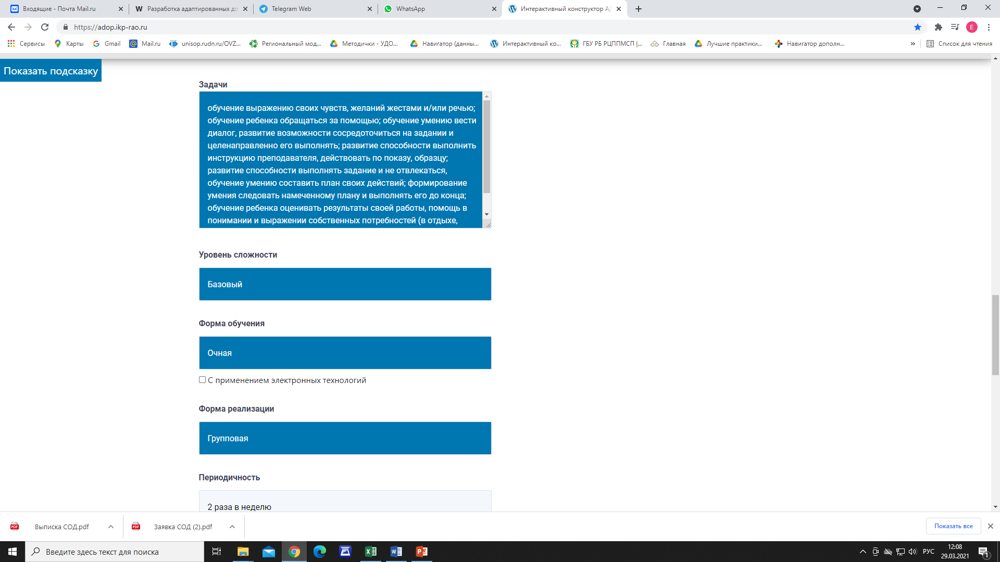 Входящие - Почта Mail.ru
Разработка адаптированных до
Telegram Web
WhatsApp
Интерактивный конструктор АД
https://adop.ikp-rao.ru
E
Сервисы
Карты
Gmail
Mail.ru
unisop.rudn.ru/OVZ...
Региональный мод...
Методички - УДО...
Навигатор (данны...
Интерактивный ко...
ГБУ РБ РЦППМСП |...
Главная
Лучшие практики...
Навигатор дополн...
»
Список для чтения
Показать подсказку
Задачи
обучение выражению своих чувств, желаний жестами и/или речью;
обучение ребенка обращаться за помощью; обучение умению вести
диалог, развитие возможности сосредоточиться на задании и
целенаправленно его выполнять; развитие способности выполнить
инструкцию преподавателя, действовать по показу, образцу;
развитие способности выполнять задание и не отвлекаться,
обучение умению составить план своих действий; формирование
умения следовать намеченному плану и выполнять его до конца;
обучение ребенка оценивать результаты своей работы, помощь в
понимании и выражении собственных потребностей (в отдыхе,
Уровень сложности
Базовый
Форма обучения
Очная
С применением электронных технологий
Форма реализации
Групповая
Периодичность
2 раза в неделю
Выписка СОД.pdf
Заявка СОД (2).pdf
Показать все
Введите здесь текст для поиска
РУС
12:08
29.03.2021
1